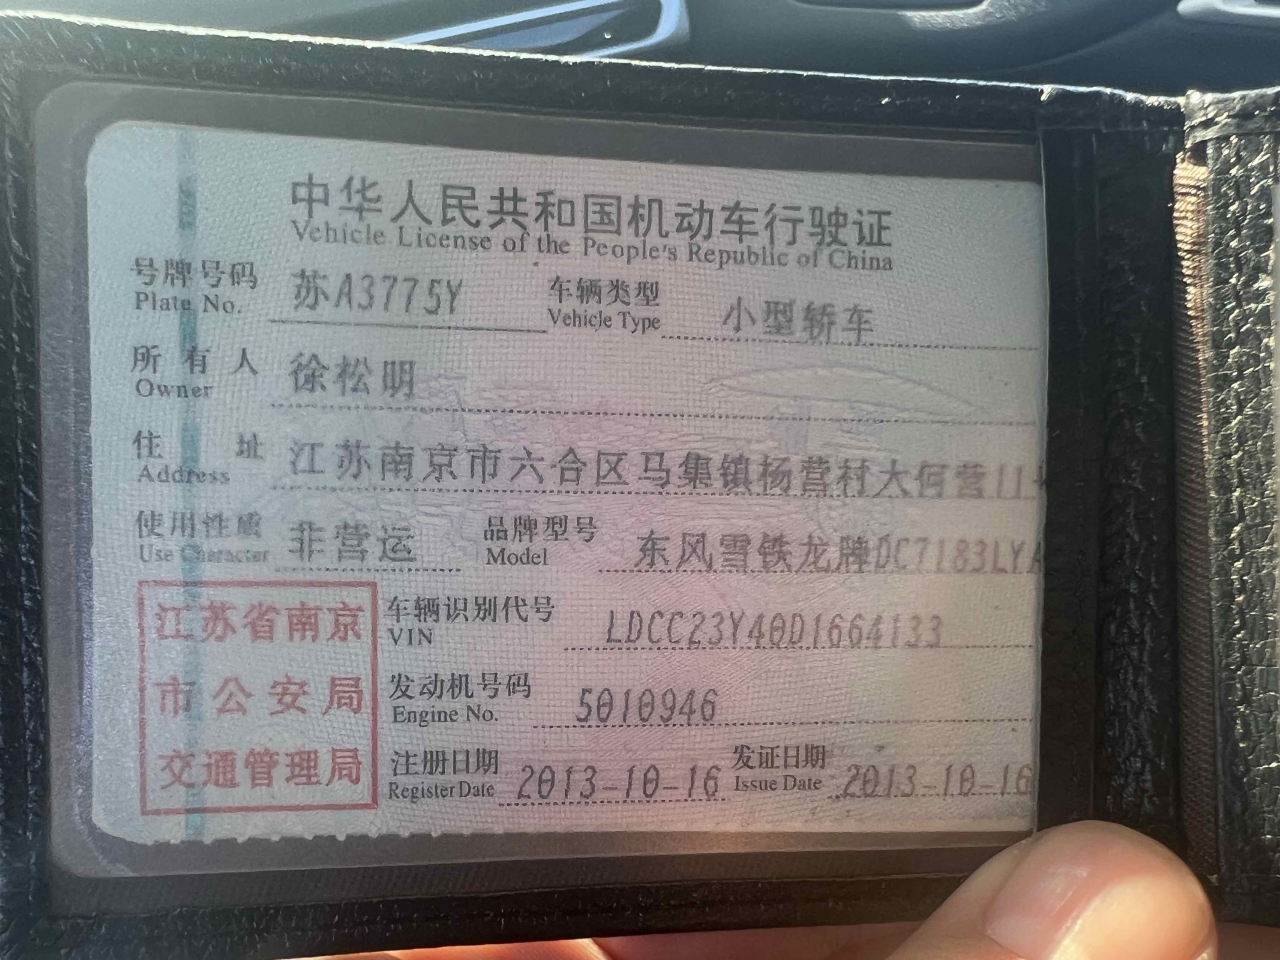 中华人民共和国机动车行驶证
Vehicle License of the People's Republic of China
号牌号码 苏A3775Y 车辆类型 小型轿车
Plate No. Vehicle Type
所有人 徐松明
Owner
住址 江苏南京市六合区马集镇杨营村大何营11
Address
使用性质 非营运 品牌型号 东风雪铁龙牌DC7183LYA
Use Character Model
江苏省南京
市公安局
交通管理局
车辆识别代号 LDCC23Y40D1664133
VIN
发动机号码 5010946
Engine No.
注册日期 2013-10-16 发证日期 2013-10-16
Register Date Issue Date